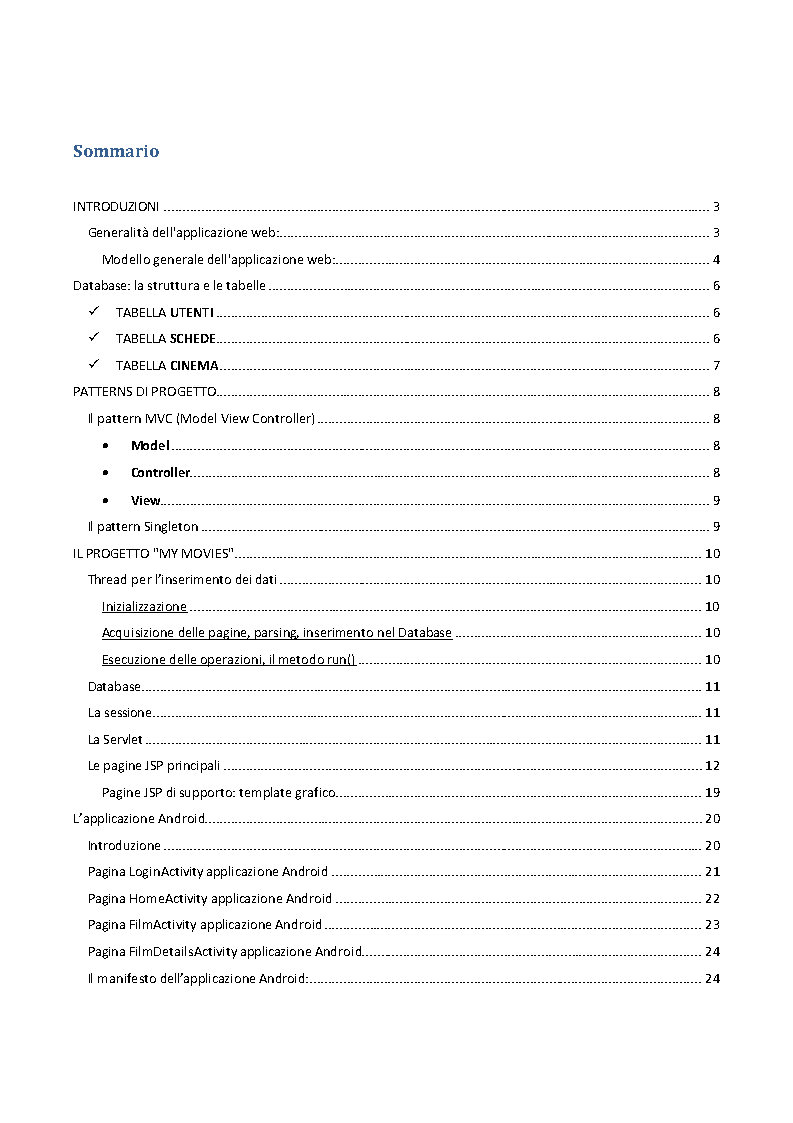 Sommario
INTRODUZIONI ........................................ 3
Generalità dell'applicazione web:........................................ 3
Modello generale dell'applicazione web:........................................ 4
Database: la struttura e le tabelle ........................................ 6
✓ TABELLA UTENTI ........................................ 6
✓ TABELLA SCHEDE........................................ 6
✓ TABELLA CINEMA........................................ 7
PATTERNS DI PROGETTO........................................ 8
Il pattern MVC (Model View Controller) ........................................ 8
• Model ........................................ 8
• Controller........................................ 8
• View........................................ 9
Il pattern Singleton ........................................ 9
IL PROGETTO "MY MOVIES"........................................ 10
Thread per l’inserimento dei dati ........................................ 10
Inizializzazione ........................................ 10
Acquisizione delle pagine, parsing, inserimento nel Database ........................................ 10
Esecuzione delle operazioni, il metodo run() ........................................ 10
Database........................................ 11
La sessione........................................ 11
La Servlet ........................................ 11
Le pagine JSP principali ........................................ 12
Pagine JSP di supporto: template grafico........................................ 19
L’applicazione Android........................................ 20
Introduzione ........................................ 20
Pagina LoginActivity applicazione Android ........................................ 21
Pagina HomeActivity applicazione Android ........................................ 22
Pagina FilmActivity applicazione Android ........................................ 23
Pagina FilmDetailsActivity applicazione Android........................................ 24
Il manifesto dell’applicazione Android:........................................ 24